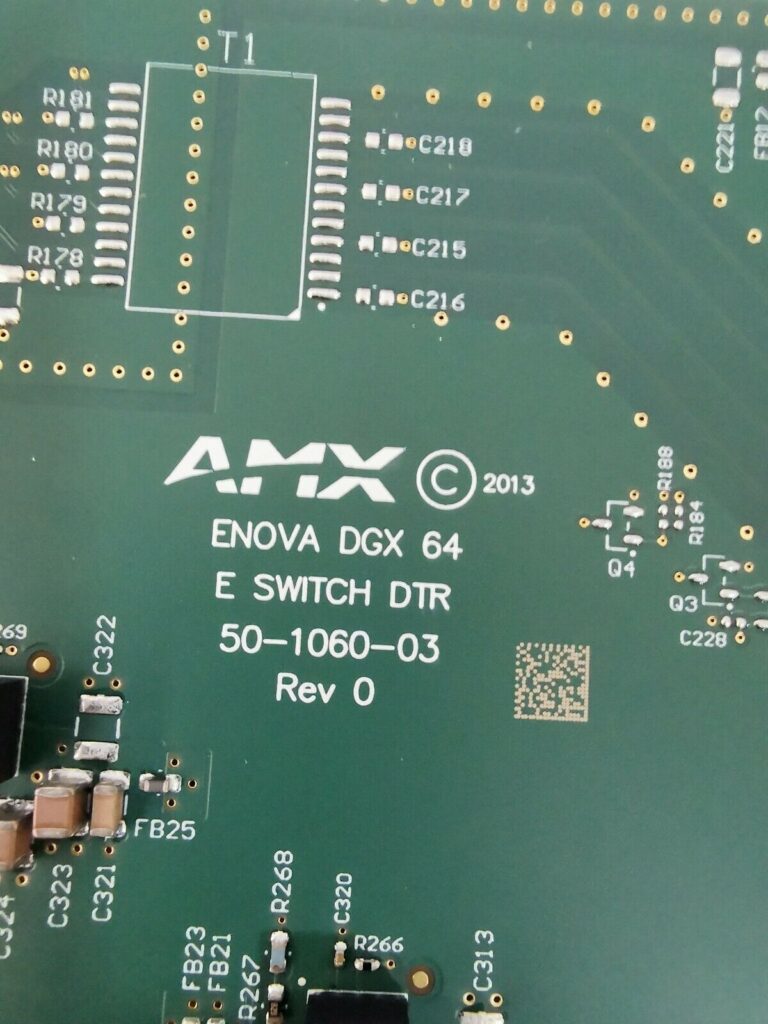 T1
R181
R180
R179
R178
C218
C217
C215
C216
C221
FB12
AMX © 2013
ENOVA DGX 64
E SWITCH DTR
50-1060-03
Rev 0
R188
R184
Q4
Q3
C228
C322
FB25
C323
C321
C324
R268
C320
R266
FB23
FB21
R267
C313